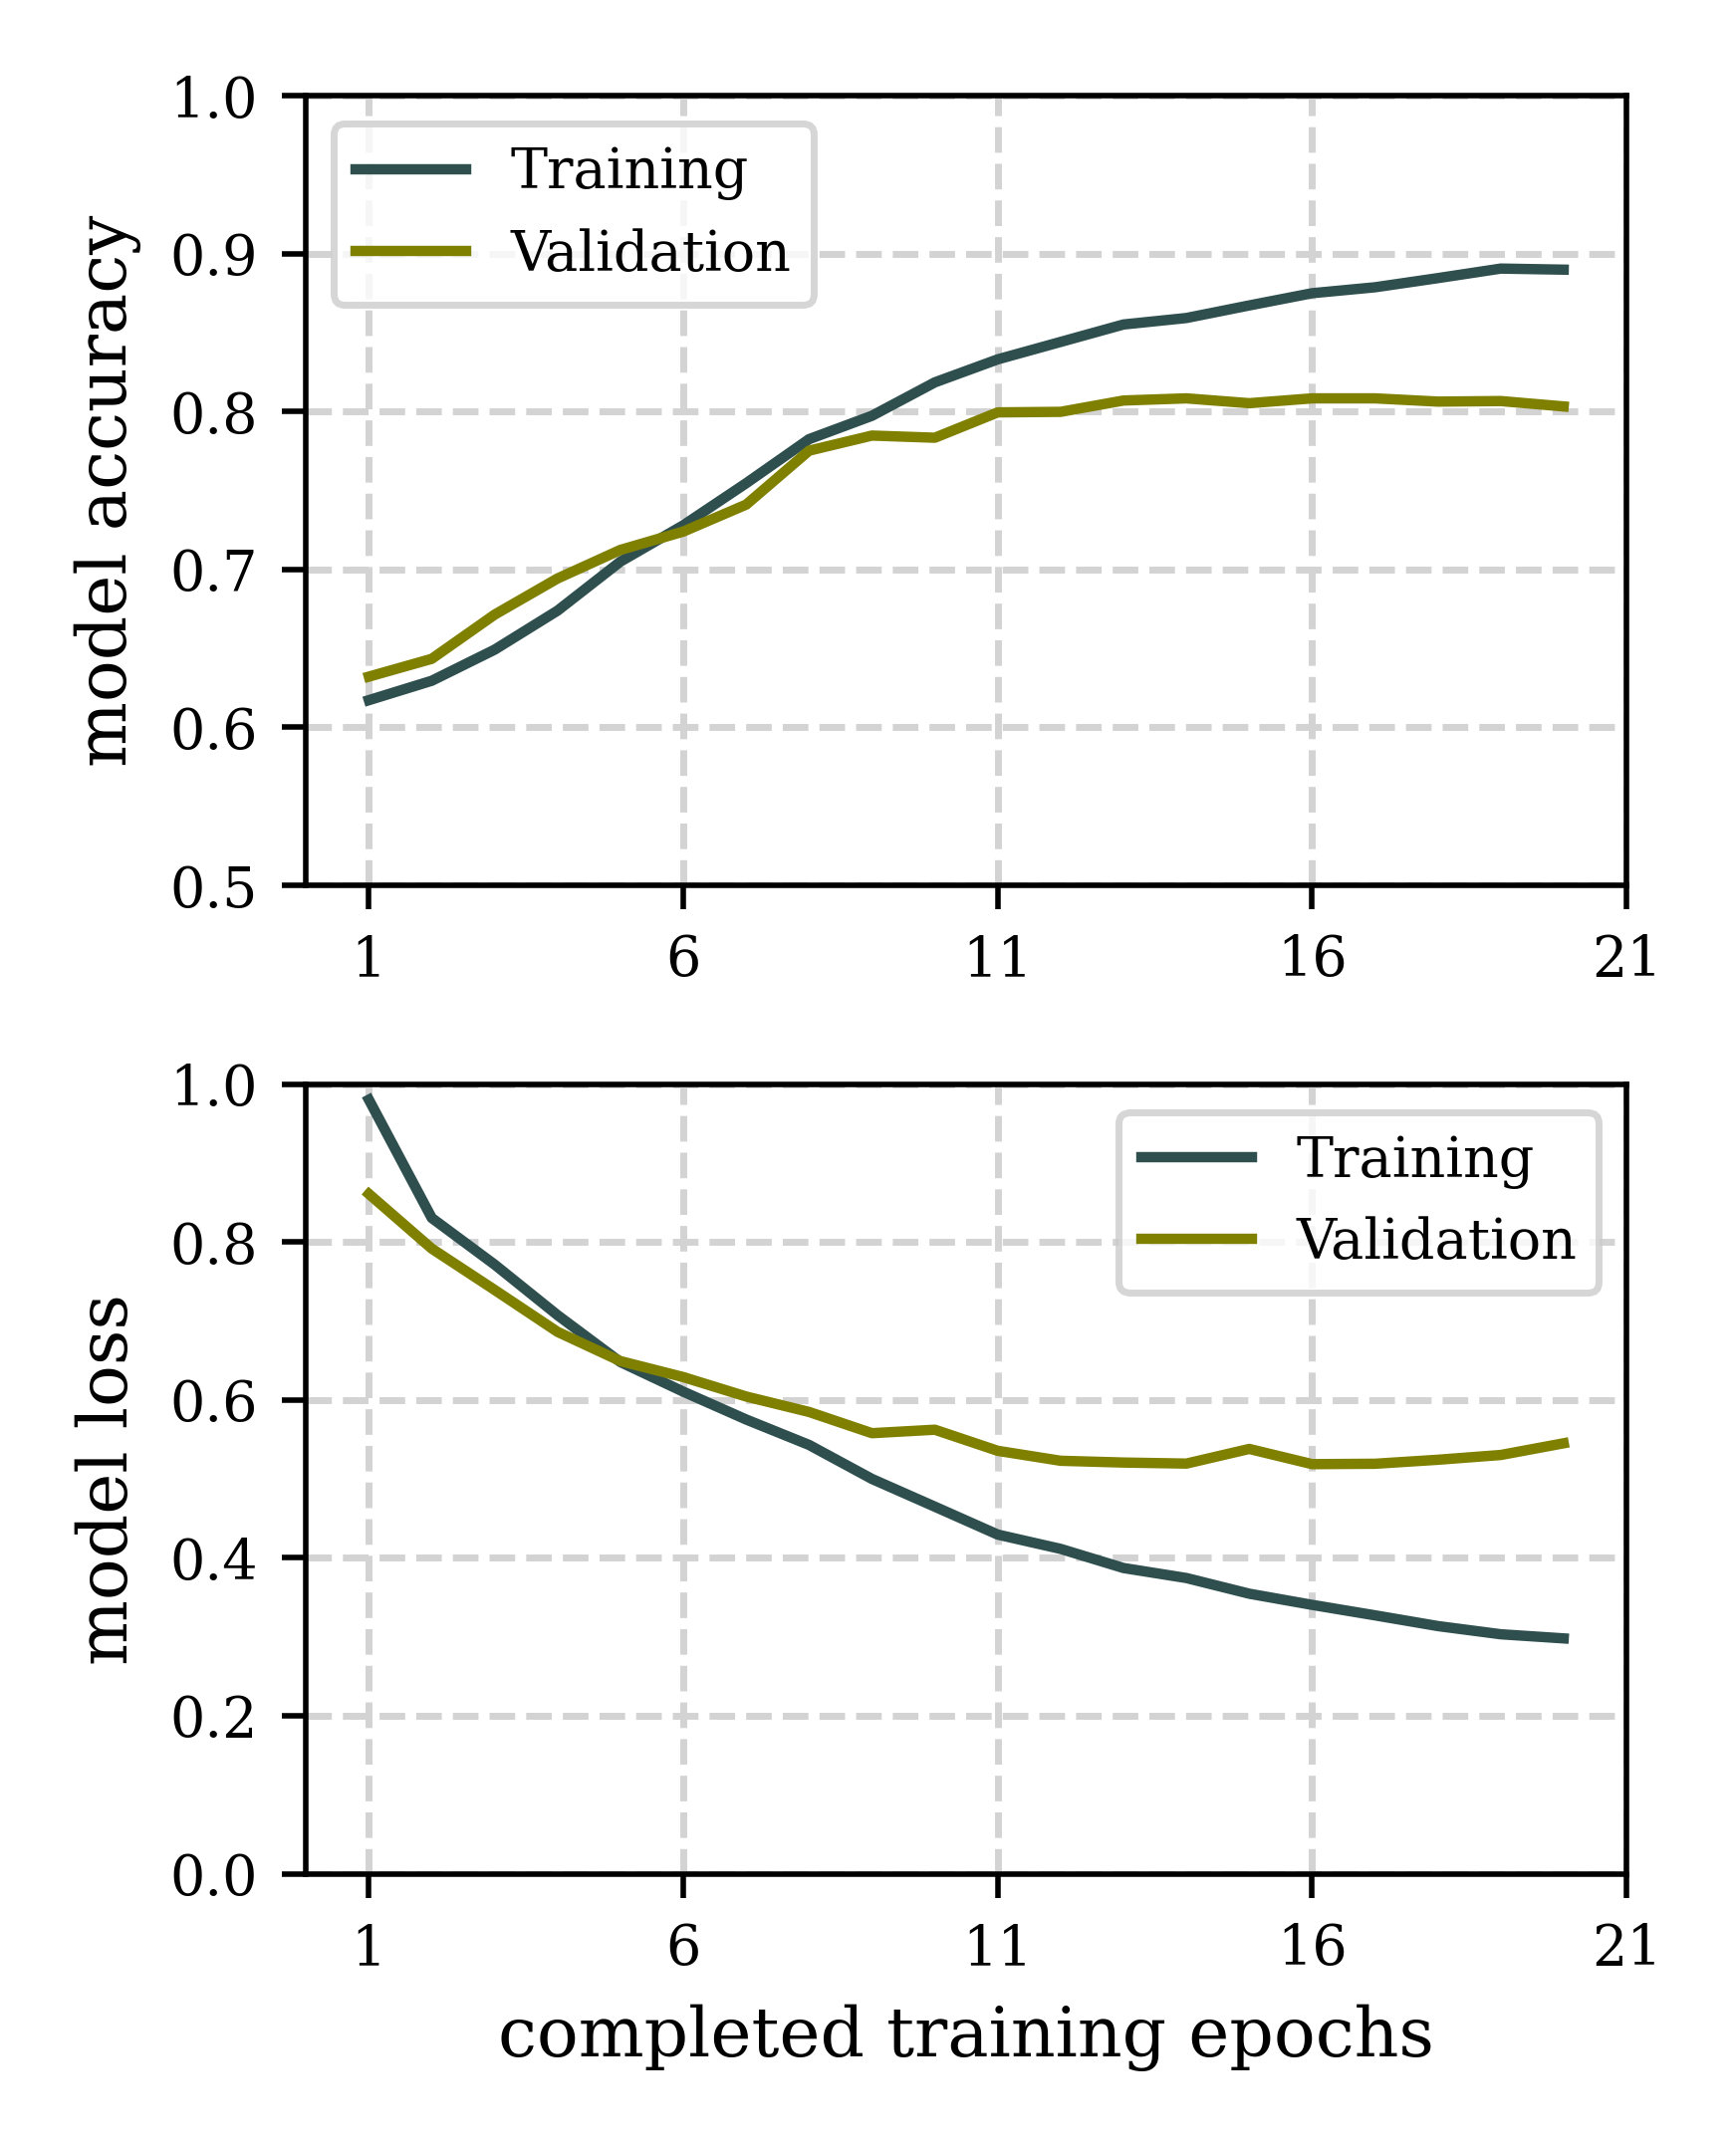 model accuracy
1.0
0.9
0.8
0.7
0.6
0.5
Training
Validation
1 6 11 16 21
model loss
1.0
0.8
0.6
0.4
0.2
0.0
Training
Validation
1 6 11 16 21
completed training epochs